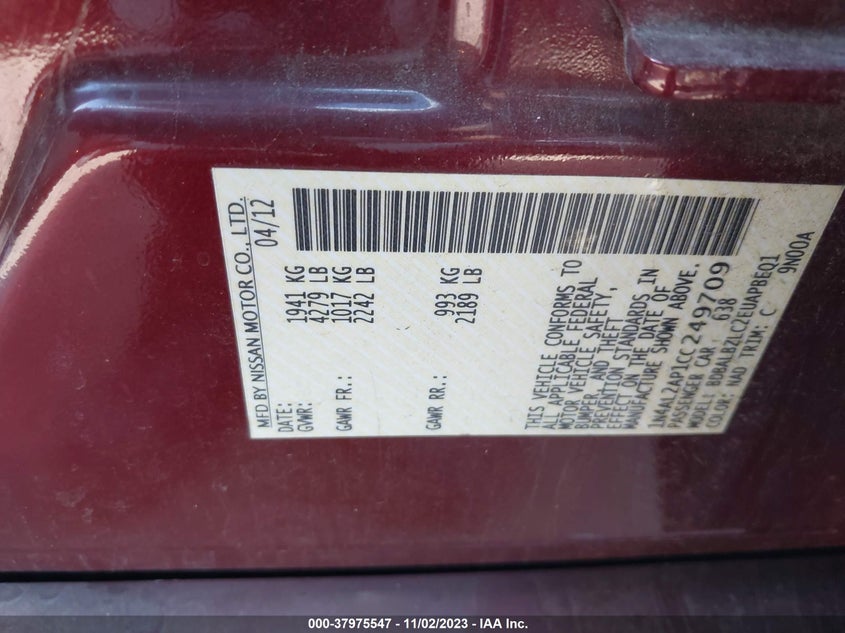 MFD BY NISSAN MOTOR CO., LTD.
DATE: 04/12
GVWR: 1941 KG
4279 LB
GAWR FR.: 1017 KG
2242 LB
GAWR RR.: 993 KG
2189 LB
THIS VEHICLE CONFORMS TO
ALL APPLICABLE FEDERAL
MOTOR VEHICLE SAFETY,
BUMPER, AND THEFT
PREVENTION STANDARDS IN
EFFECT ON THE DATE OF
MANUFACTURE SHOWN ABOVE.
1N4AL2AP1CC249709
PASSENGER CAR 638
MODEL: BDBALBZLCZEUAPB6Q1
COLOR: NAD TRIM: C 9N00A
000-37975547 - 11/02/2023 - IAA Inc.